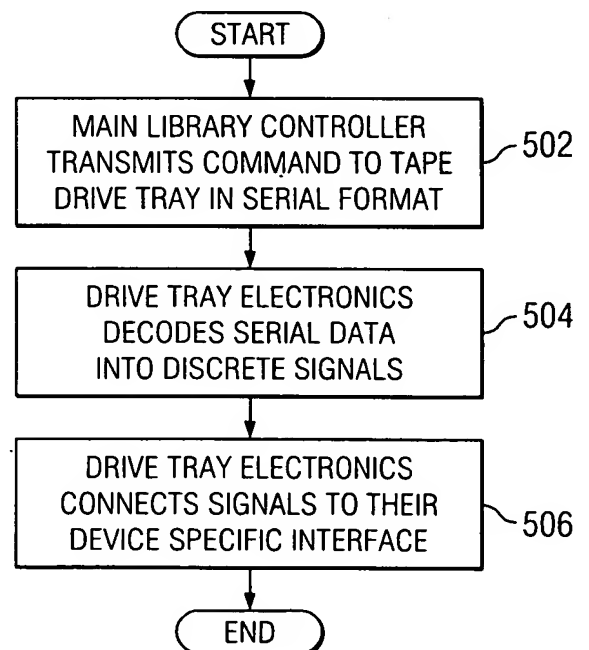 START
MAIN LIBRARY CONTROLLER
TRANSMITS COMMAND TO TAPE
DRIVE TRAY IN SERIAL FORMAT
502
DRIVE TRAY ELECTRONICS
DECODES SERIAL DATA
INTO DISCRETE SIGNALS
504
DRIVE TRAY ELECTRONICS
CONNECTS SIGNALS TO THEIR
DEVICE SPECIFIC INTERFACE
506
END